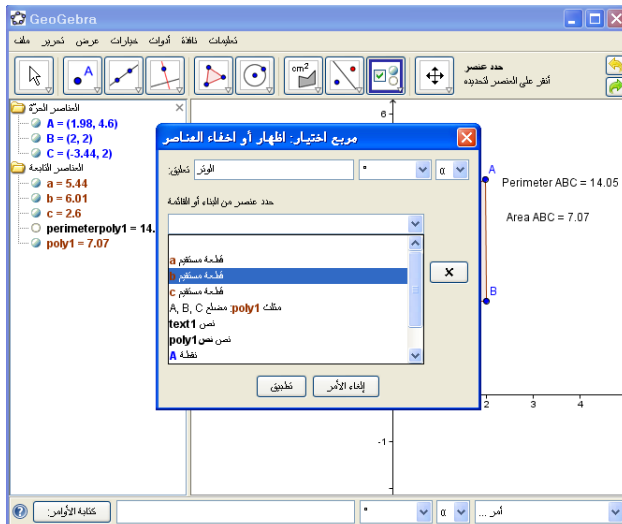 GeoGebra
ملف تحرير عرض خيارات أدوات نافذة تعليمات
A
cm²
حدد عنصر
أنقر على العنصر لتحديده
العناصر الحرّة
A = (1.98, 4.6)
B = (2, 2)
C = (-3.44, 2)
العناصر التابعة
a = 5.44
b = 6.01
c = 2.6
perimeterpoly1 = 14.
poly1 = 7.07
6
A
Perimeter ABC = 14.05
Area ABC = 7.07
B
2 3 4
-1
مربع اختيار: اظهار أو اخفاء العناصر
تعليق: الوتر
°
α
حدد عنصر من البناء أو القائمة
قطعة مستقيم a
قطعة مستقيم b
قطعة مستقيم c
مثلث poly1: مضلع A, B, C
نص text1
نص نصpoly1
نقطة A
x
تطبيق
إلغاء الأمر
كتابة الأوامر:
°
α
أمر ...